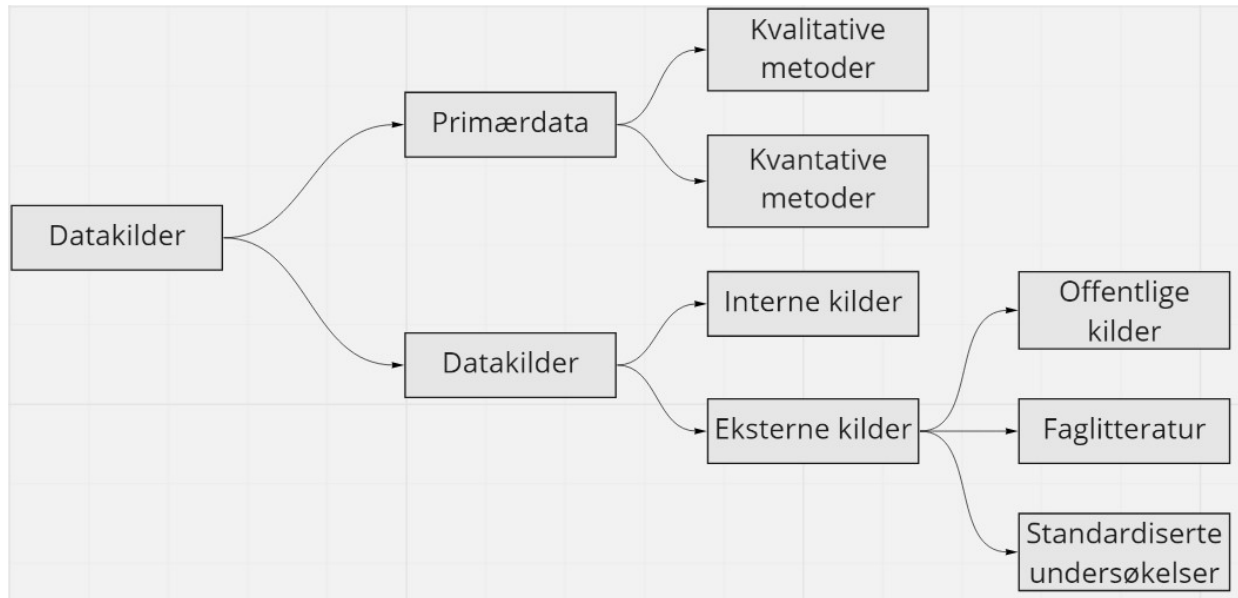 Datakilder
Primærdata
Kvalitative
metoder
Kvantative
metoder
Datakilder
Interne kilder
Eksterne kilder
Offentlige
kilder
Faglitteratur
Standardiserte
undersøkelser